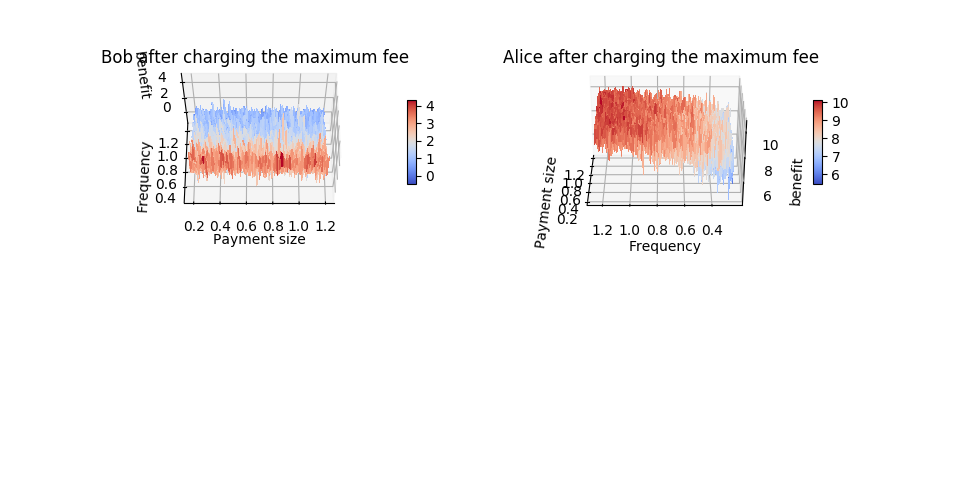 Bob after charging the maximum fee
benefit
4
2
0
Frequency
1.2
1.0
0.8
0.6
0.4
0.2 0.4 0.6 0.8 1.0 1.2
Payment size
4
3
2
1
0
Alice after charging the maximum fee
Payment size
1.2
1.0
0.8
0.6
0.4
0.2
1.2 1.0 0.8 0.6 0.4
Frequency
10
8
6
benefit
10
9
8
7
6